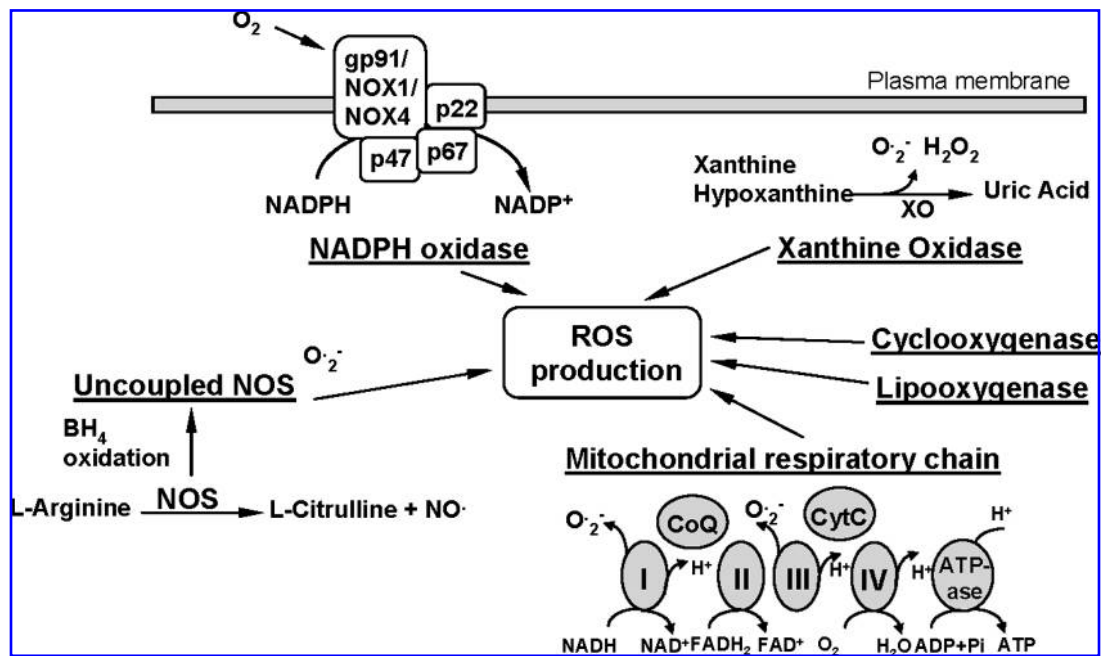 O₂
gp91/
NOX1/
NOX4
p22
p47
p67
NADPH
NADP⁺
Plasma membrane
Xanthine
Hypoxanthine
O·₂⁻ H₂O₂
XO
Uric Acid
NADPH oxidase
Xanthine Oxidase
ROS
production
Cyclooxygenase
Lipooxygenase
Uncoupled NOS
O·₂⁻
BH₄
oxidation
L-Arginine
NOS
L-Citrulline + NO·
Mitochondrial respiratory chain
O·₂⁻
CoQ
O·₂⁻
CytC
H⁺
I
H⁺
II
III
H⁺
IV
H⁺
ATP-
ase
NADH
NAD⁺
FADH₂
FAD⁺
O₂
H₂O
ADP+Pi
ATP